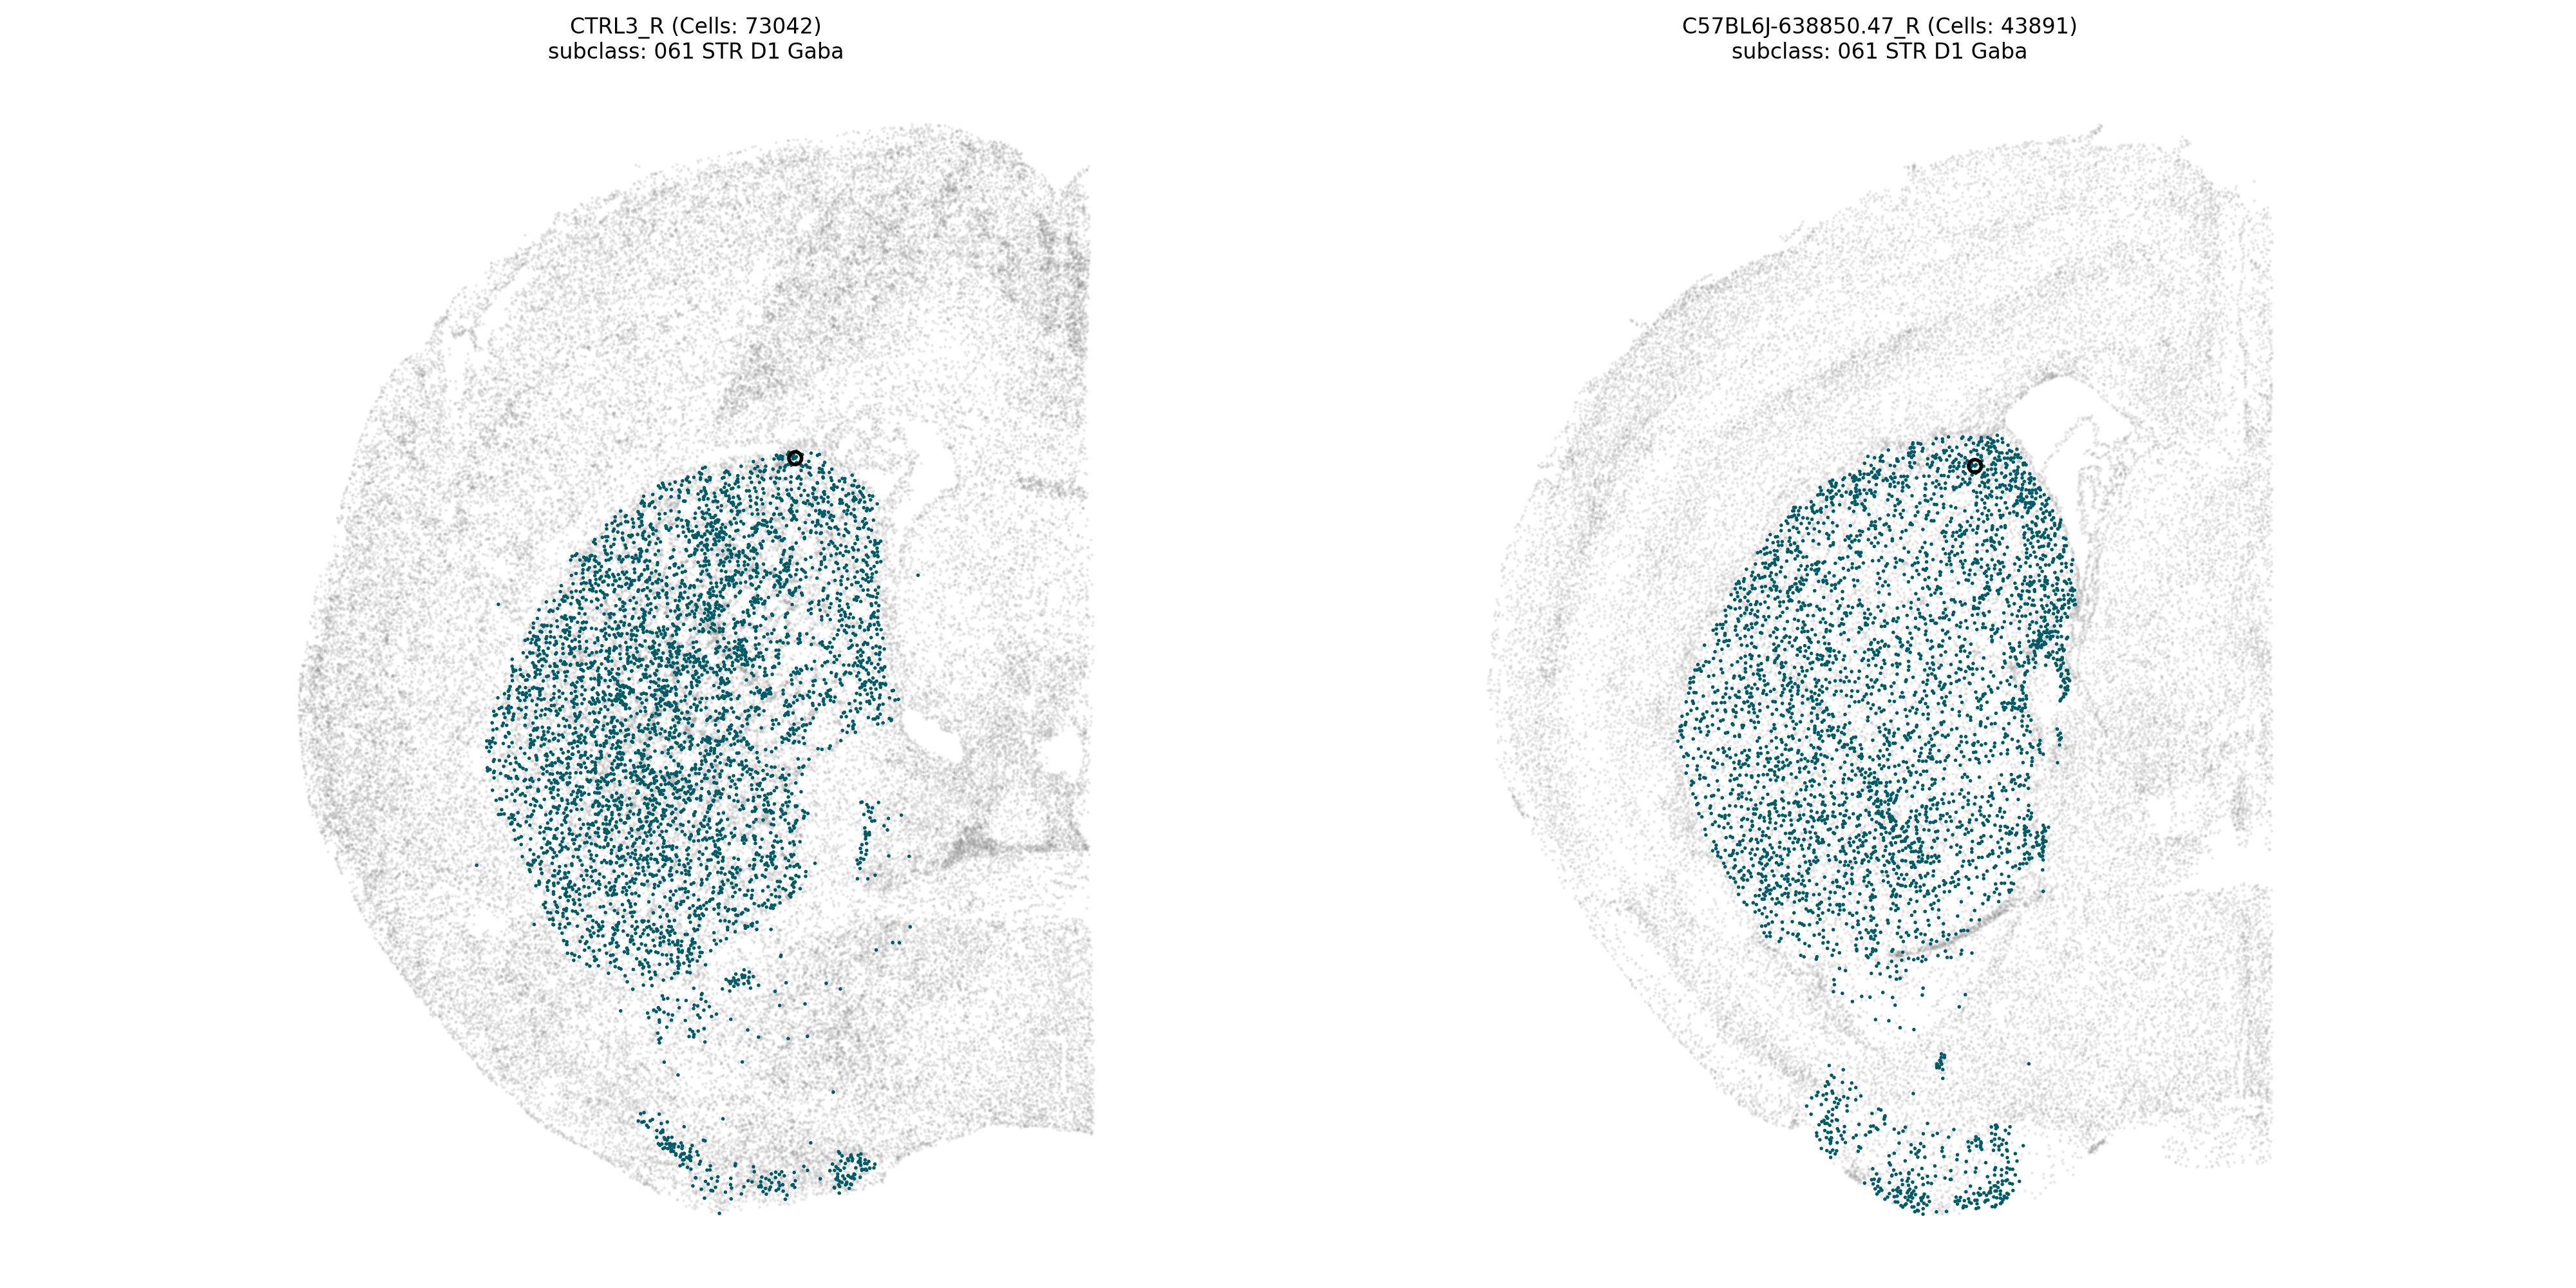 CTRL3_R (Cells: 73042)
subclass: 061 STR D1 Gaba
C57BL6J-638850.47_R (Cells: 43891)
subclass: 061 STR D1 Gaba